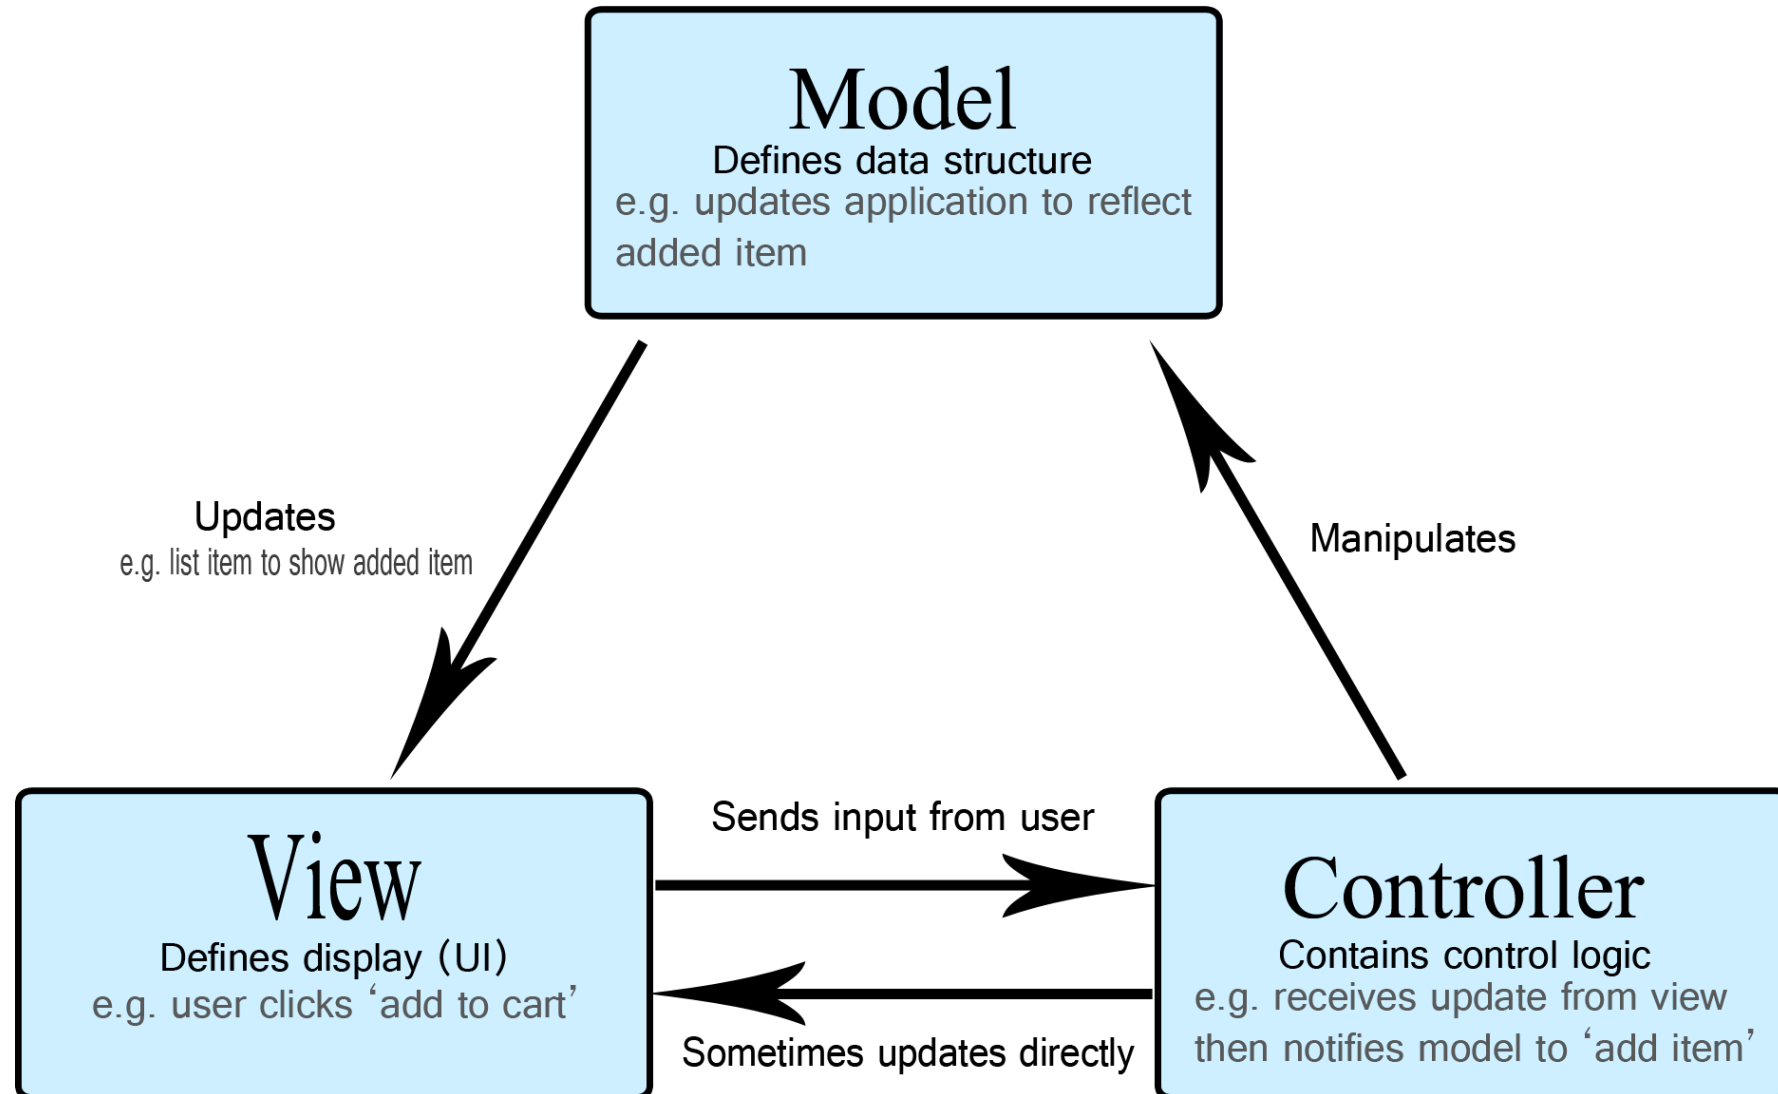 Model
Defines data structure
e.g. updates application to reflect
added item
Updates
e.g. list item to show added item
Manipulates
View
Defines display (UI)
e.g. user clicks ‘add to cart’
Sends input from user
Sometimes updates directly
Controller
Contains control logic
e.g. receives update from view
then notifies model to ‘add item’